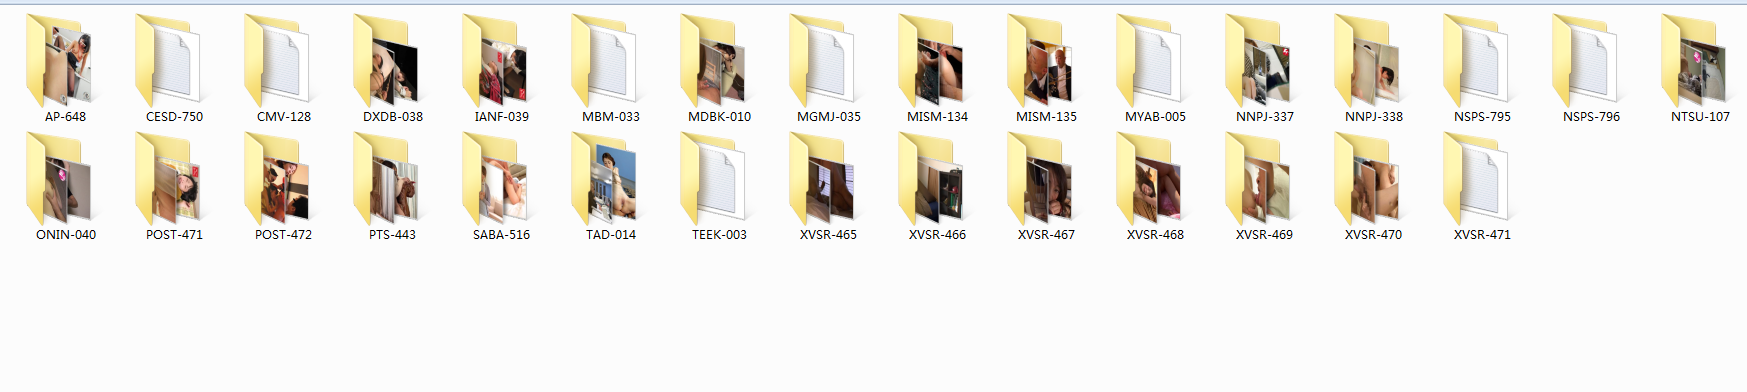 AP-648 CESD-750 CMV-128 DXDB-038 IANF-039 MBM-033 MDBK-010 MGMJ-035 MISM-134 MISM-135 MYAB-005 NNPJ-337 NNPJ-338 NSPS-795 NSPS-796 NTSU-107
ONIN-040 POST-471 POST-472 PTS-443 SABA-516 TAD-014 TEEK-003 XVSR-465 XVSR-466 XVSR-467 XVSR-468 XVSR-469 XVSR-470 XVSR-471